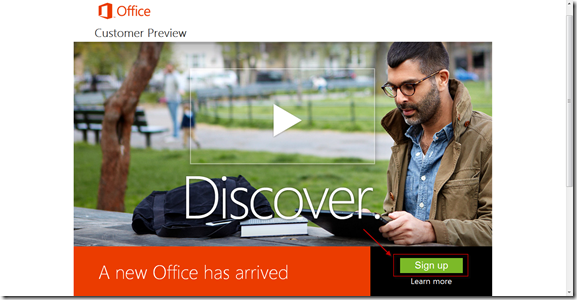 Office
Customer Preview
Discover.
A new Office has arrived
Sign up
Learn more